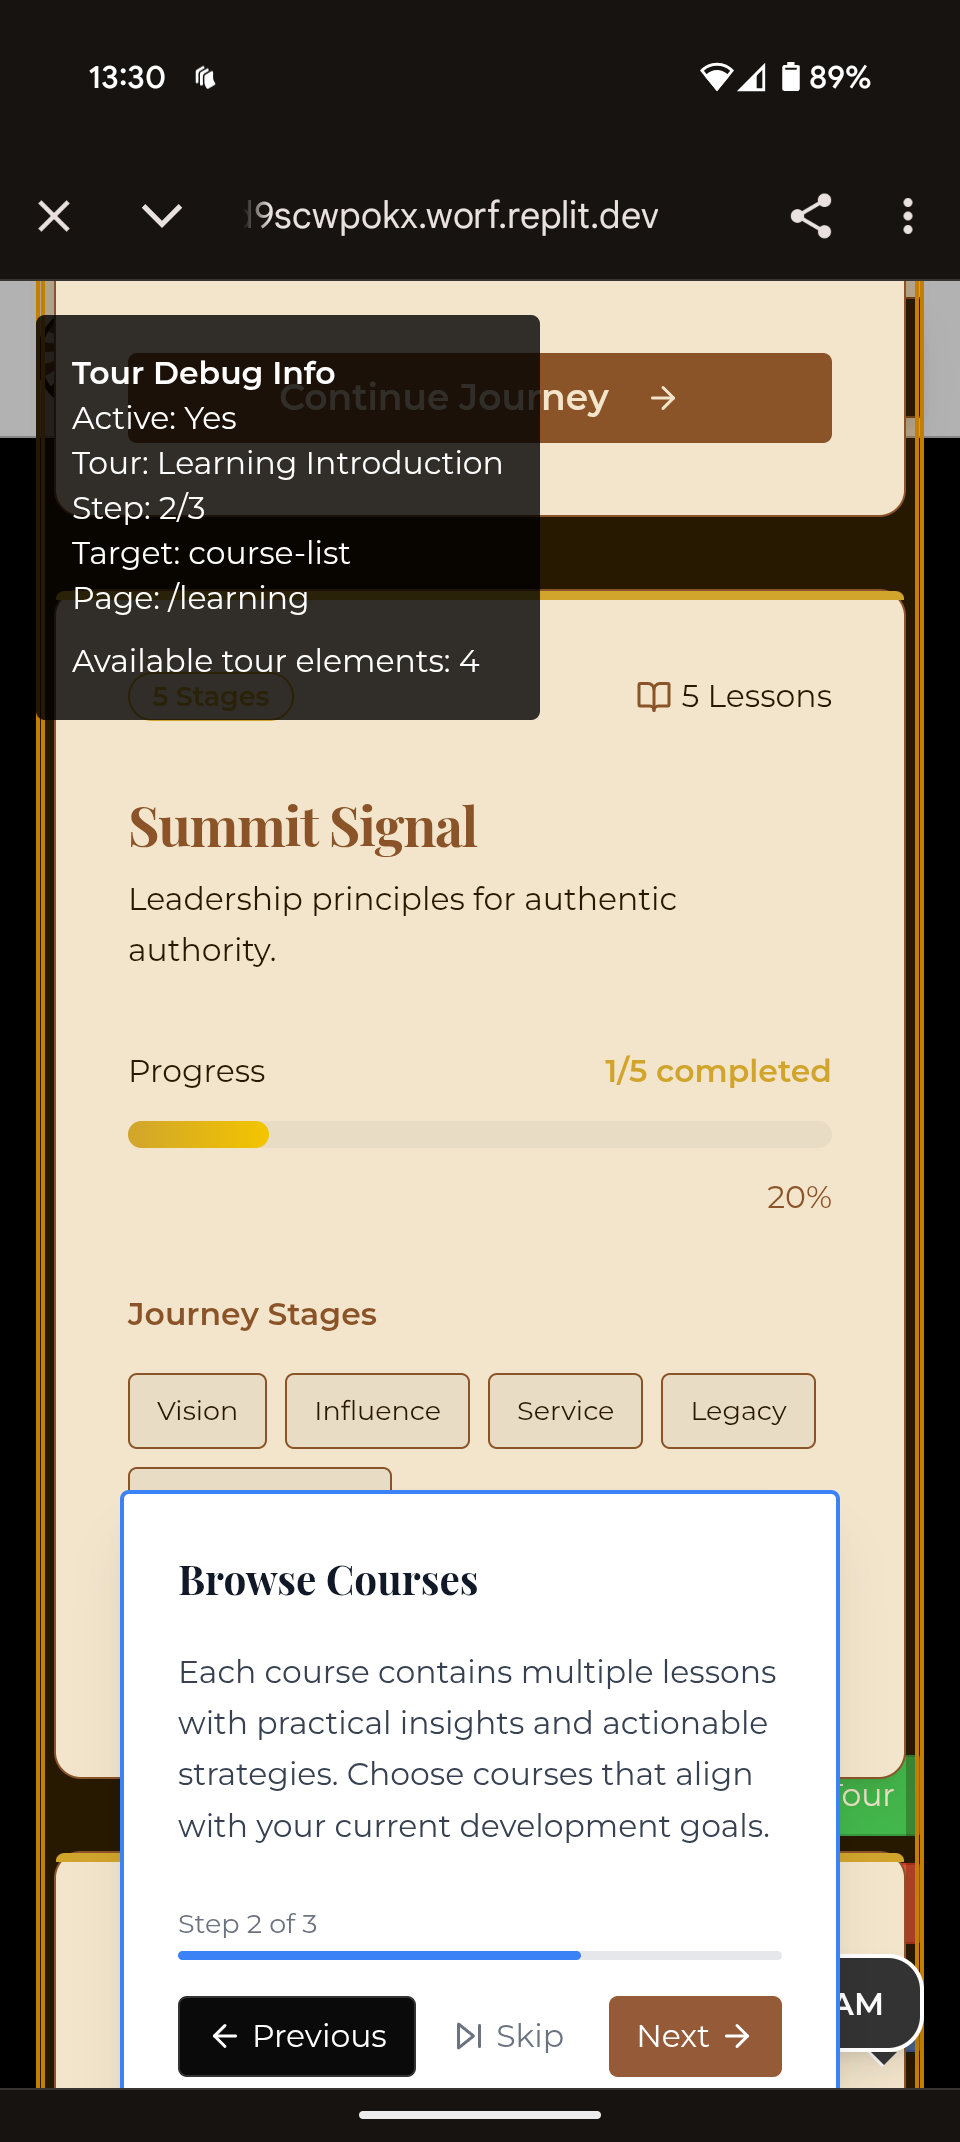 13:30
89%
9scwpokx.worf.replit.dev
Tour Debug Info
Continue Journey
Active: Yes
Tour: Learning Introduction
Step: 2/3
Target: course-list
Page: /learning
Available tour elements: 4
5 Stages
5 Lessons
Summit Signal
Leadership principles for authentic
authority.
Progress
1/5 completed
20%
Journey Stages
Vision
Influence
Service
Legacy
Browse Courses
Each course contains multiple lessons
with practical insights and actionable
strategies. Choose courses that align
with your current development goals.
Tour
Step 2 of 3
AM
Previous
Skip
Next